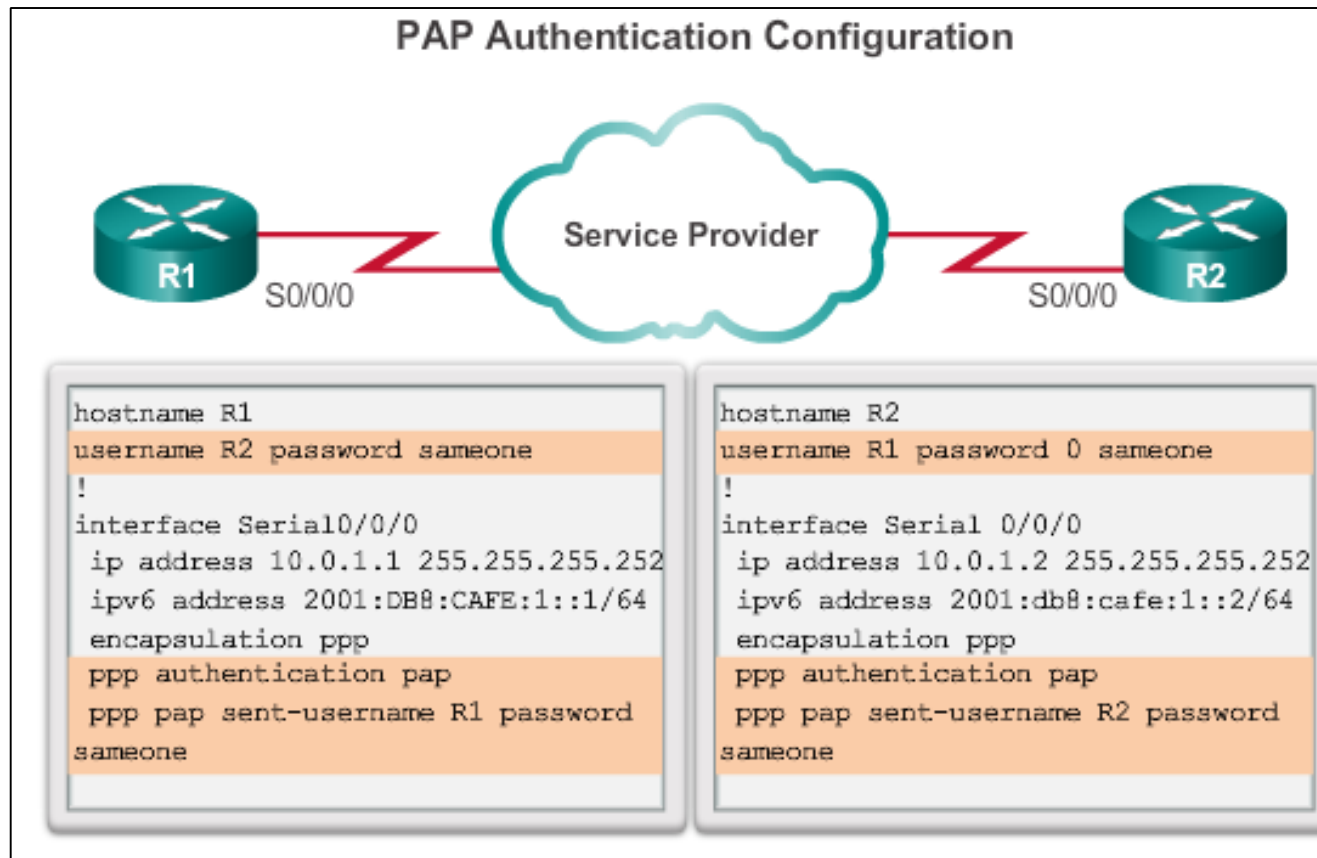 PAP Authentication Configuration
Service Provider
R1
S0/0/0
S0/0/0
R2
hostname R1
username R2 password sameone
!
interface Serial0/0/0
ip address 10.0.1.1 255.255.255.252
ipv6 address 2001:DB8:CAFE:1::1/64
encapsulation ppp
ppp authentication pap
ppp pap sent-username R1 password
sameone
hostname R2
username R1 password 0 sameone
!
interface Serial 0/0/0
ip address 10.0.1.2 255.255.255.252
ipv6 address 2001:db8:cafe:1::2/64
encapsulation ppp
ppp authentication pap
ppp pap sent-username R2 password
sameone